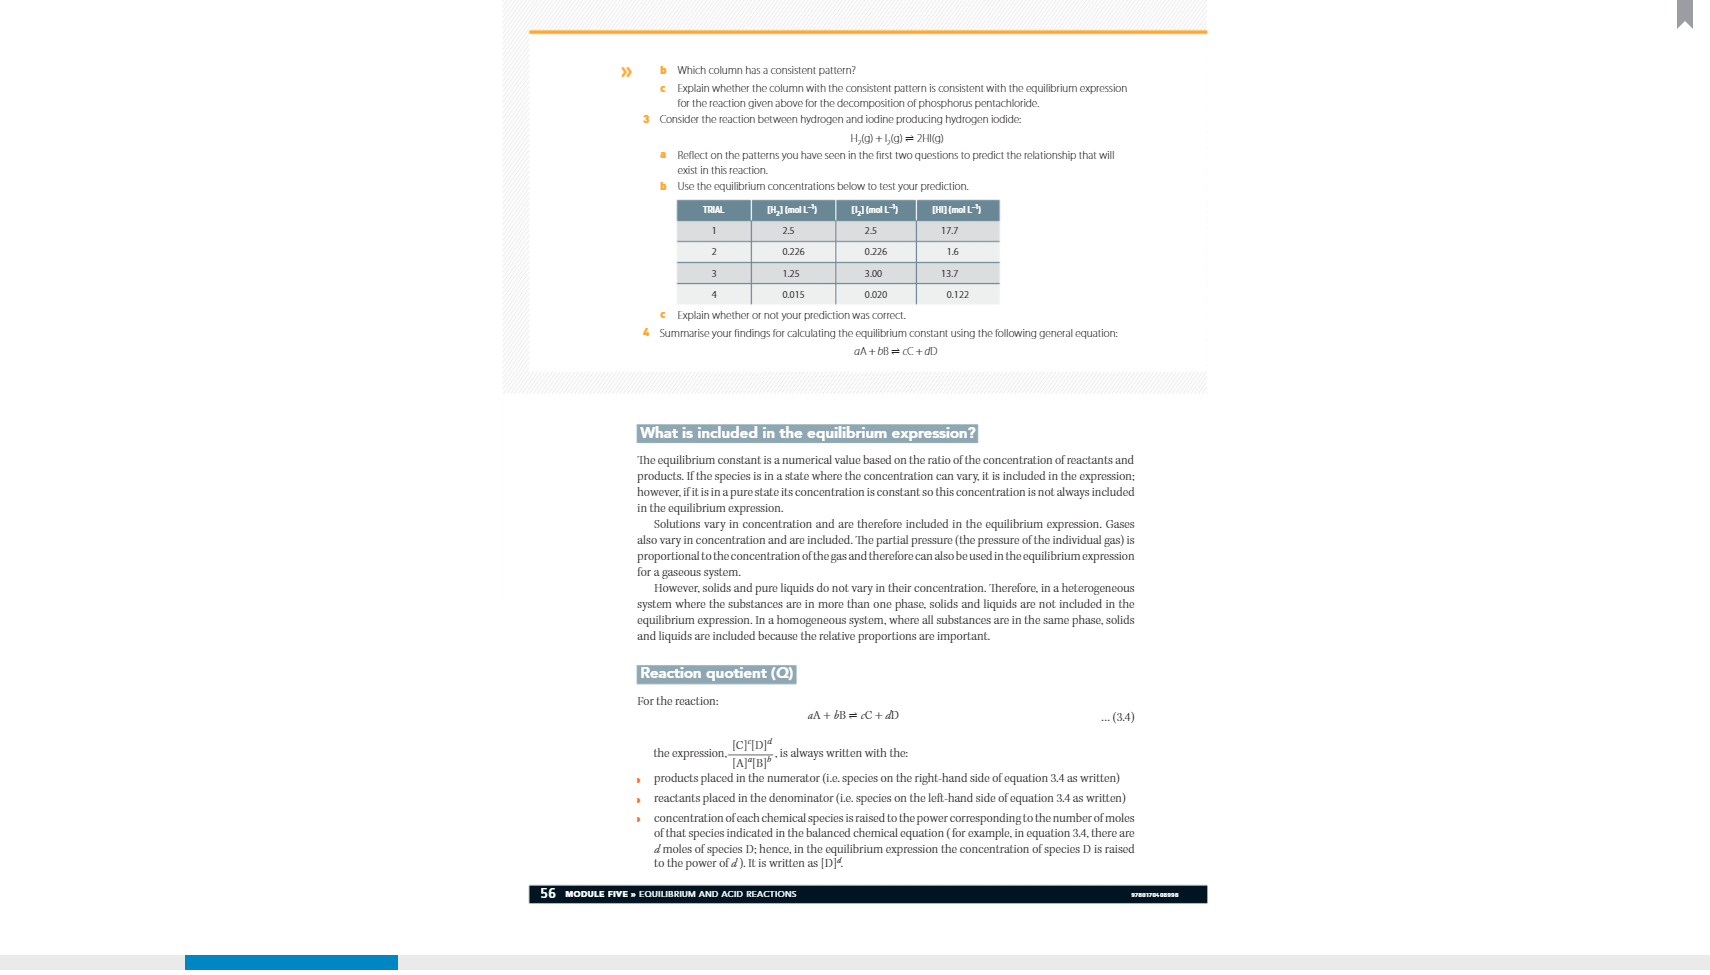 » b Which column has a consistent pattern?
c Explain whether the column with the consistent pattern is consistent with the equilibrium expression
for the reaction given above for the decomposition of phosphorus pentachloride.
3 Consider the reaction between hydrogen and iodine producing hydrogen iodide:
H₂(g) + I₂(g) ⇌ 2HI(g)
a Reflect on the patterns you have seen in the first two questions to predict the relationship that will
exist in this reaction.
b Use the equilibrium concentrations below to test your prediction.
TRIAL [H₂] (mol L⁻¹) [I₂] (mol L⁻¹) [HI] (mol L⁻¹)
1 2.5 2.5 17.7
2 0.226 0.226 1.6
3 1.25 3.00 13.7
4 0.015 0.020 0.122
c Explain whether or not your prediction was correct.
4 Summarise your findings for calculating the equilibrium constant using the following general equation:
aA + bB ⇌ cC + dD
What is included in the equilibrium expression?
The equilibrium constant is a numerical value based on the ratio of the concentration of reactants and
products. If the species is in a state where the concentration can vary, it is included in the expression;
however, if it is in a pure state its concentration is constant so this concentration is not always included
in the equilibrium expression.
Solutions vary in concentration and are therefore included in the equilibrium expression. Gases
also vary in concentration and are included. The partial pressure (the pressure of the individual gas) is
proportional to the concentration of the gas and therefore can also be used in the equilibrium expression
for a gaseous system.
However, solids and pure liquids do not vary in their concentration. Therefore, in a heterogeneous
system where the substances are in more than one phase, solids and liquids are not included in the
equilibrium expression. In a homogeneous system, where all substances are in the same phase, solids
and liquids are included because the relative proportions are important.
Reaction quotient (Q)
For the reaction:
aA + bB ⇌ cC + dD ... (3.4)
the expression, [C]ᶜ[D]ᵈ / [A]ᵃ[B]ᵇ, is always written with the:
products placed in the numerator (i.e. species on the right-hand side of equation 3.4 as written)
reactants placed in the denominator (i.e. species on the left-hand side of equation 3.4 as written)
concentration of each chemical species is raised to the power corresponding to the number of moles
of that species indicated in the balanced chemical equation (for example, in equation 3.4, there are
d moles of species D; hence, in the equilibrium expression the concentration of species D is raised
to the power of d). It is written as [D]ᵈ.
56 MODULE FIVE » EQUILIBRIUM AND ACID REACTIONS